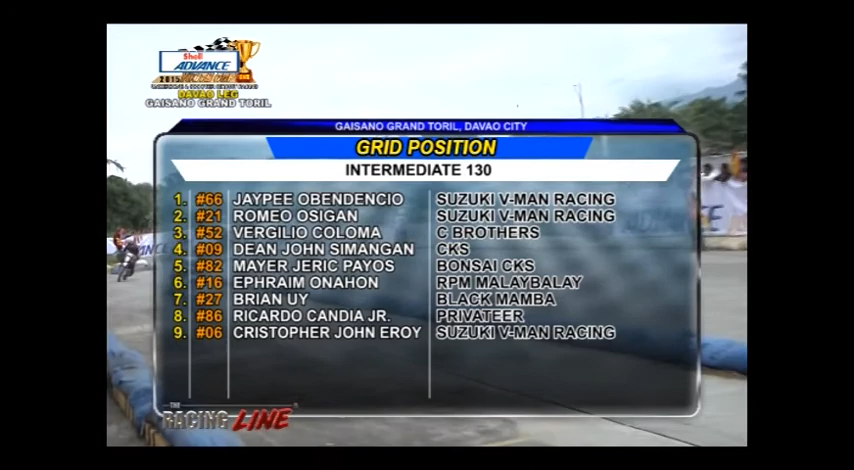 Shell
ADVANCE
2015
DAVAO LEG
GAISANO GRAND TORIL
GAISANO GRAND TORIL, DAVAO CITY
GRID POSITION
INTERMEDIATE 130
1. #66 JAYPEE OBENDENCIO SUZUKI V-MAN RACING
2. #21 ROMEO OSIGAN SUZUKI V-MAN RACING
3. #52 VERGILIO COLOMA C BROTHERS
4. #09 DEAN JOHN SIMANGAN CKS
5. #82 MAYER JERIC PAYOS BONSAI CKS
6. #16 EPHRAIM ONAHON RPM MALAYBALAY
7. #27 BRIAN UY BLACK MAMBA
8. #86 RICARDO CANDIA JR. PRIVATEER
9. #06 CRISTOPHER JOHN EROY SUZUKI V-MAN RACING
ADVANCE
THE
RACING LINE